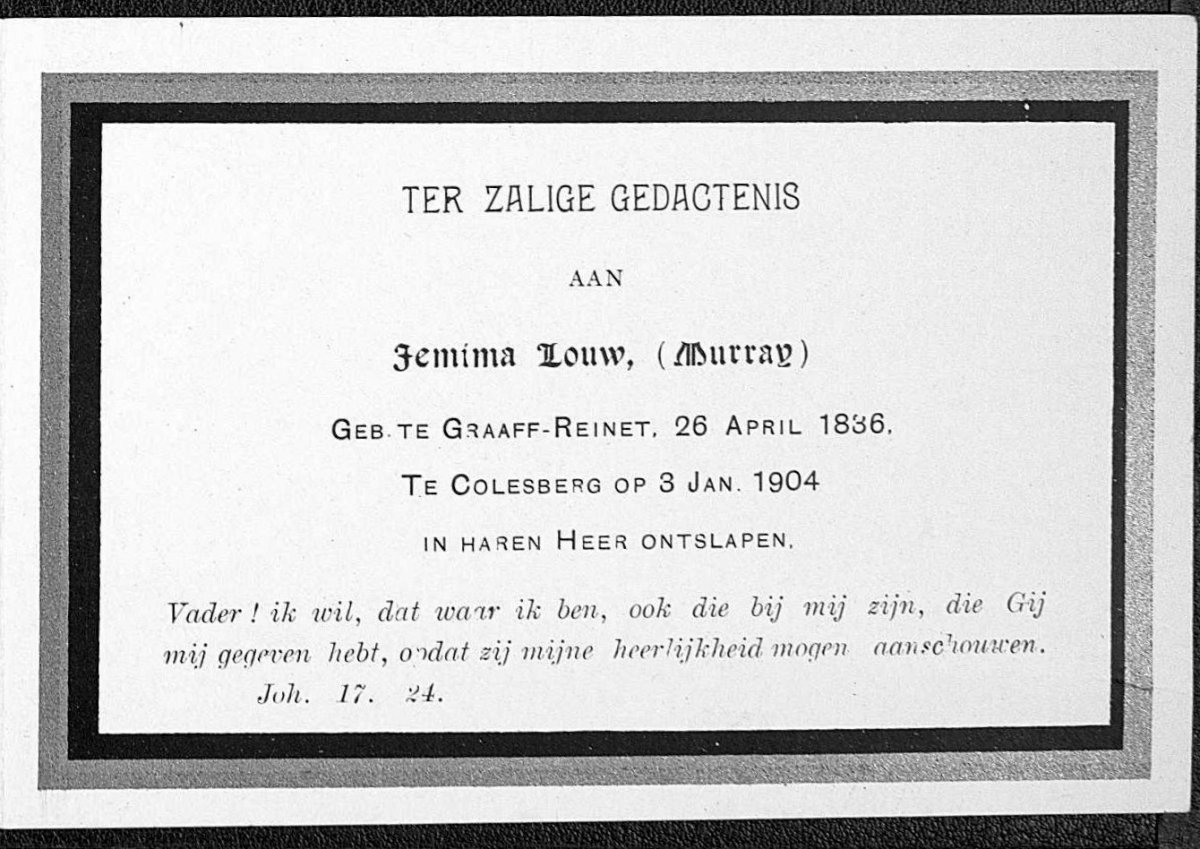 TER ZALIGE GEDACTENIS
AAN
Jemima Louw, (Murray)
GEB. TE GRAAFF-REINET, 26 APRIL 1836.
TE COLESBERG OP 3 JAN. 1904
IN HAREN HEER ONTSLAPEN,
Vader! ik wil, dat waar ik ben, ook die bij mij zijn, die Gij
mij gegeven hebt, opdat zij mijne heerlijkheid mogen aanschouwen.
Joh. 17. 24.